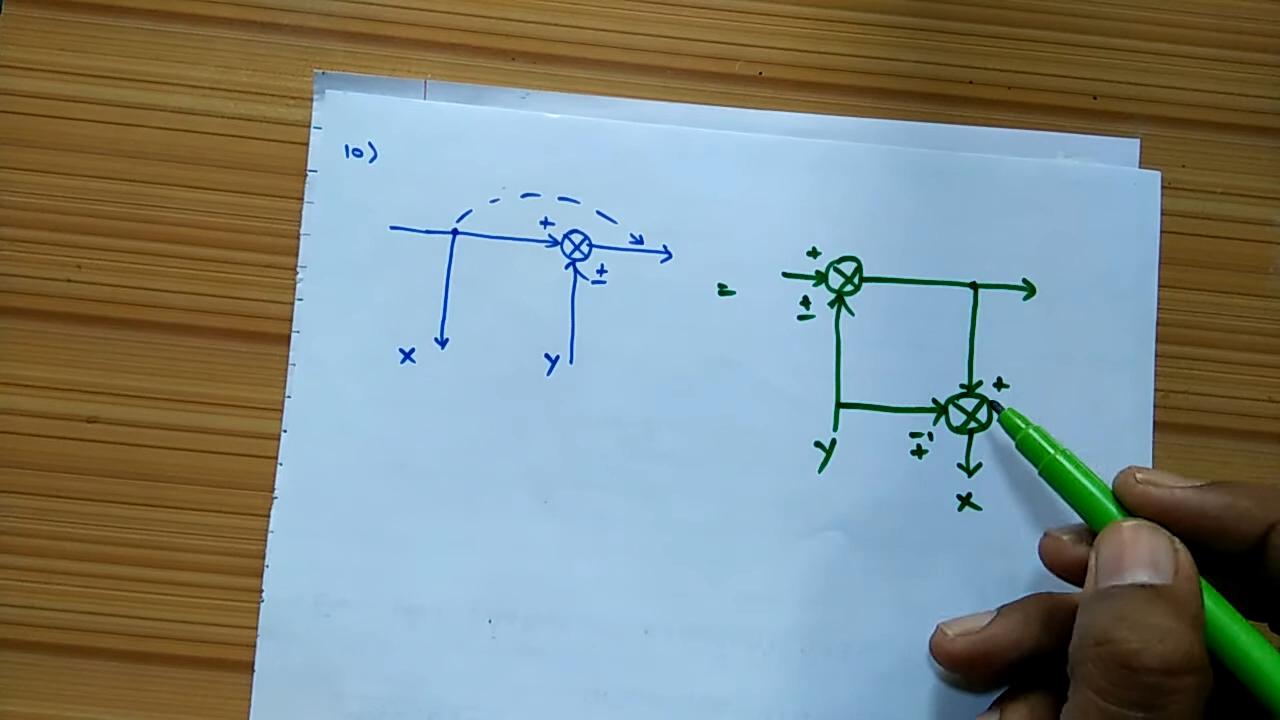 10)
+
±
x
y
=
+
±
+
∓
y
x